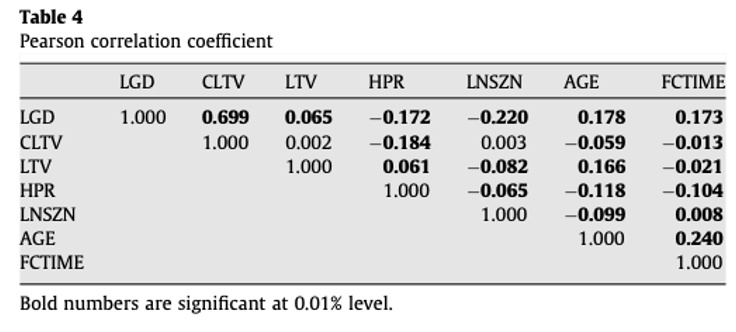 Table 4
Pearson correlation coefficient
LGD CLTV LTV HPR LNSZN AGE FCTIME
LGD 1.000 0.699 0.065 −0.172 −0.220 0.178 0.173
CLTV 1.000 0.002 −0.184 0.003 −0.059 −0.013
LTV 1.000 0.061 −0.082 0.166 −0.021
HPR 1.000 −0.065 −0.118 −0.104
LNSZN 1.000 −0.099 0.008
AGE 1.000 0.240
FCTIME 1.000
Bold numbers are significant at 0.01% level.